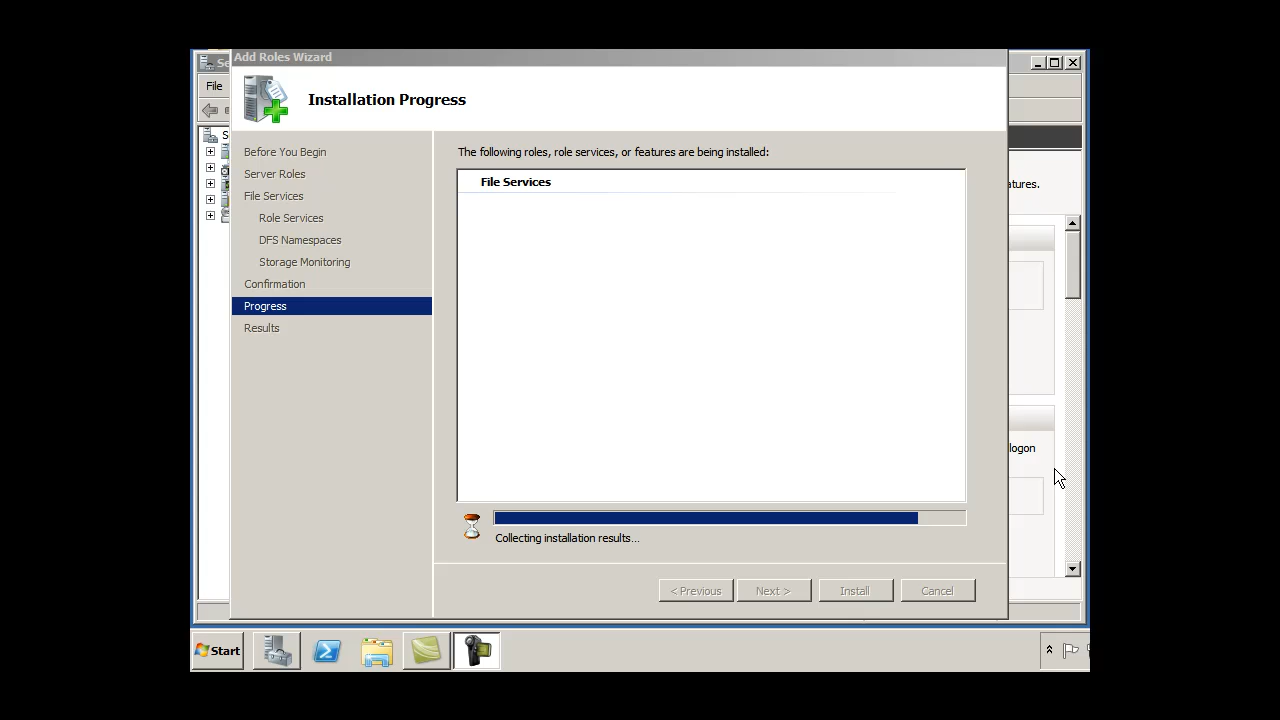 Add Roles Wizard
Se
File
Installation Progress
S
Before You Begin
Server Roles
File Services
Role Services
DFS Namespaces
Storage Monitoring
Confirmation
Progress
Results
The following roles, role services, or features are being installed:
File Services
Collecting installation results...
< Previous
Next >
Install
Cancel
atures.
logon
Start